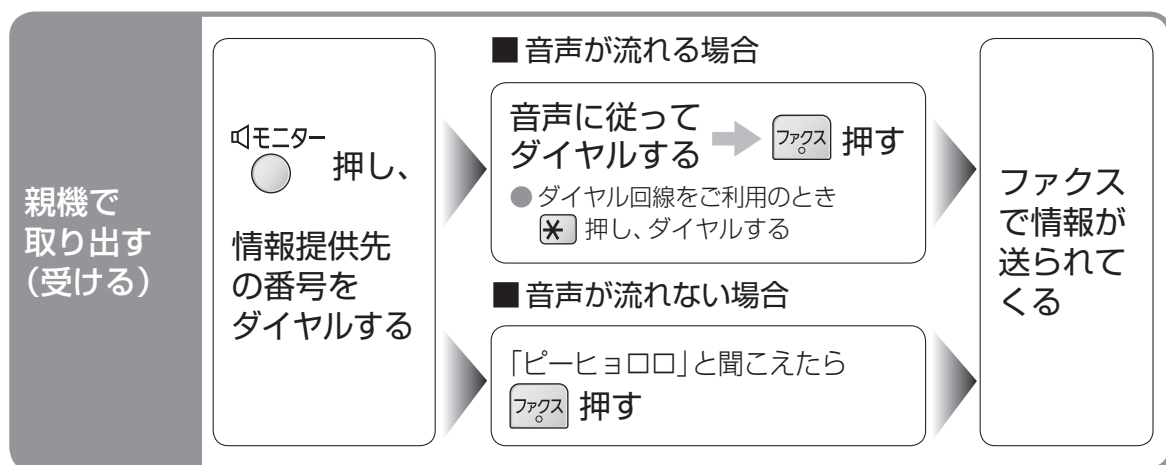 親機で
取り出す
(受ける)
モニター
押し、
情報提供先
の番号を
ダイヤルする
■音声が流れる場合
音声に従って
ダイヤルする
ファクス 押す
●ダイヤル回線をご利用のとき
＊ 押し、ダイヤルする
■音声が流れない場合
「ピーヒョロロ」と聞こえたら
ファクス 押す
ファクス
で情報が
送られて
くる